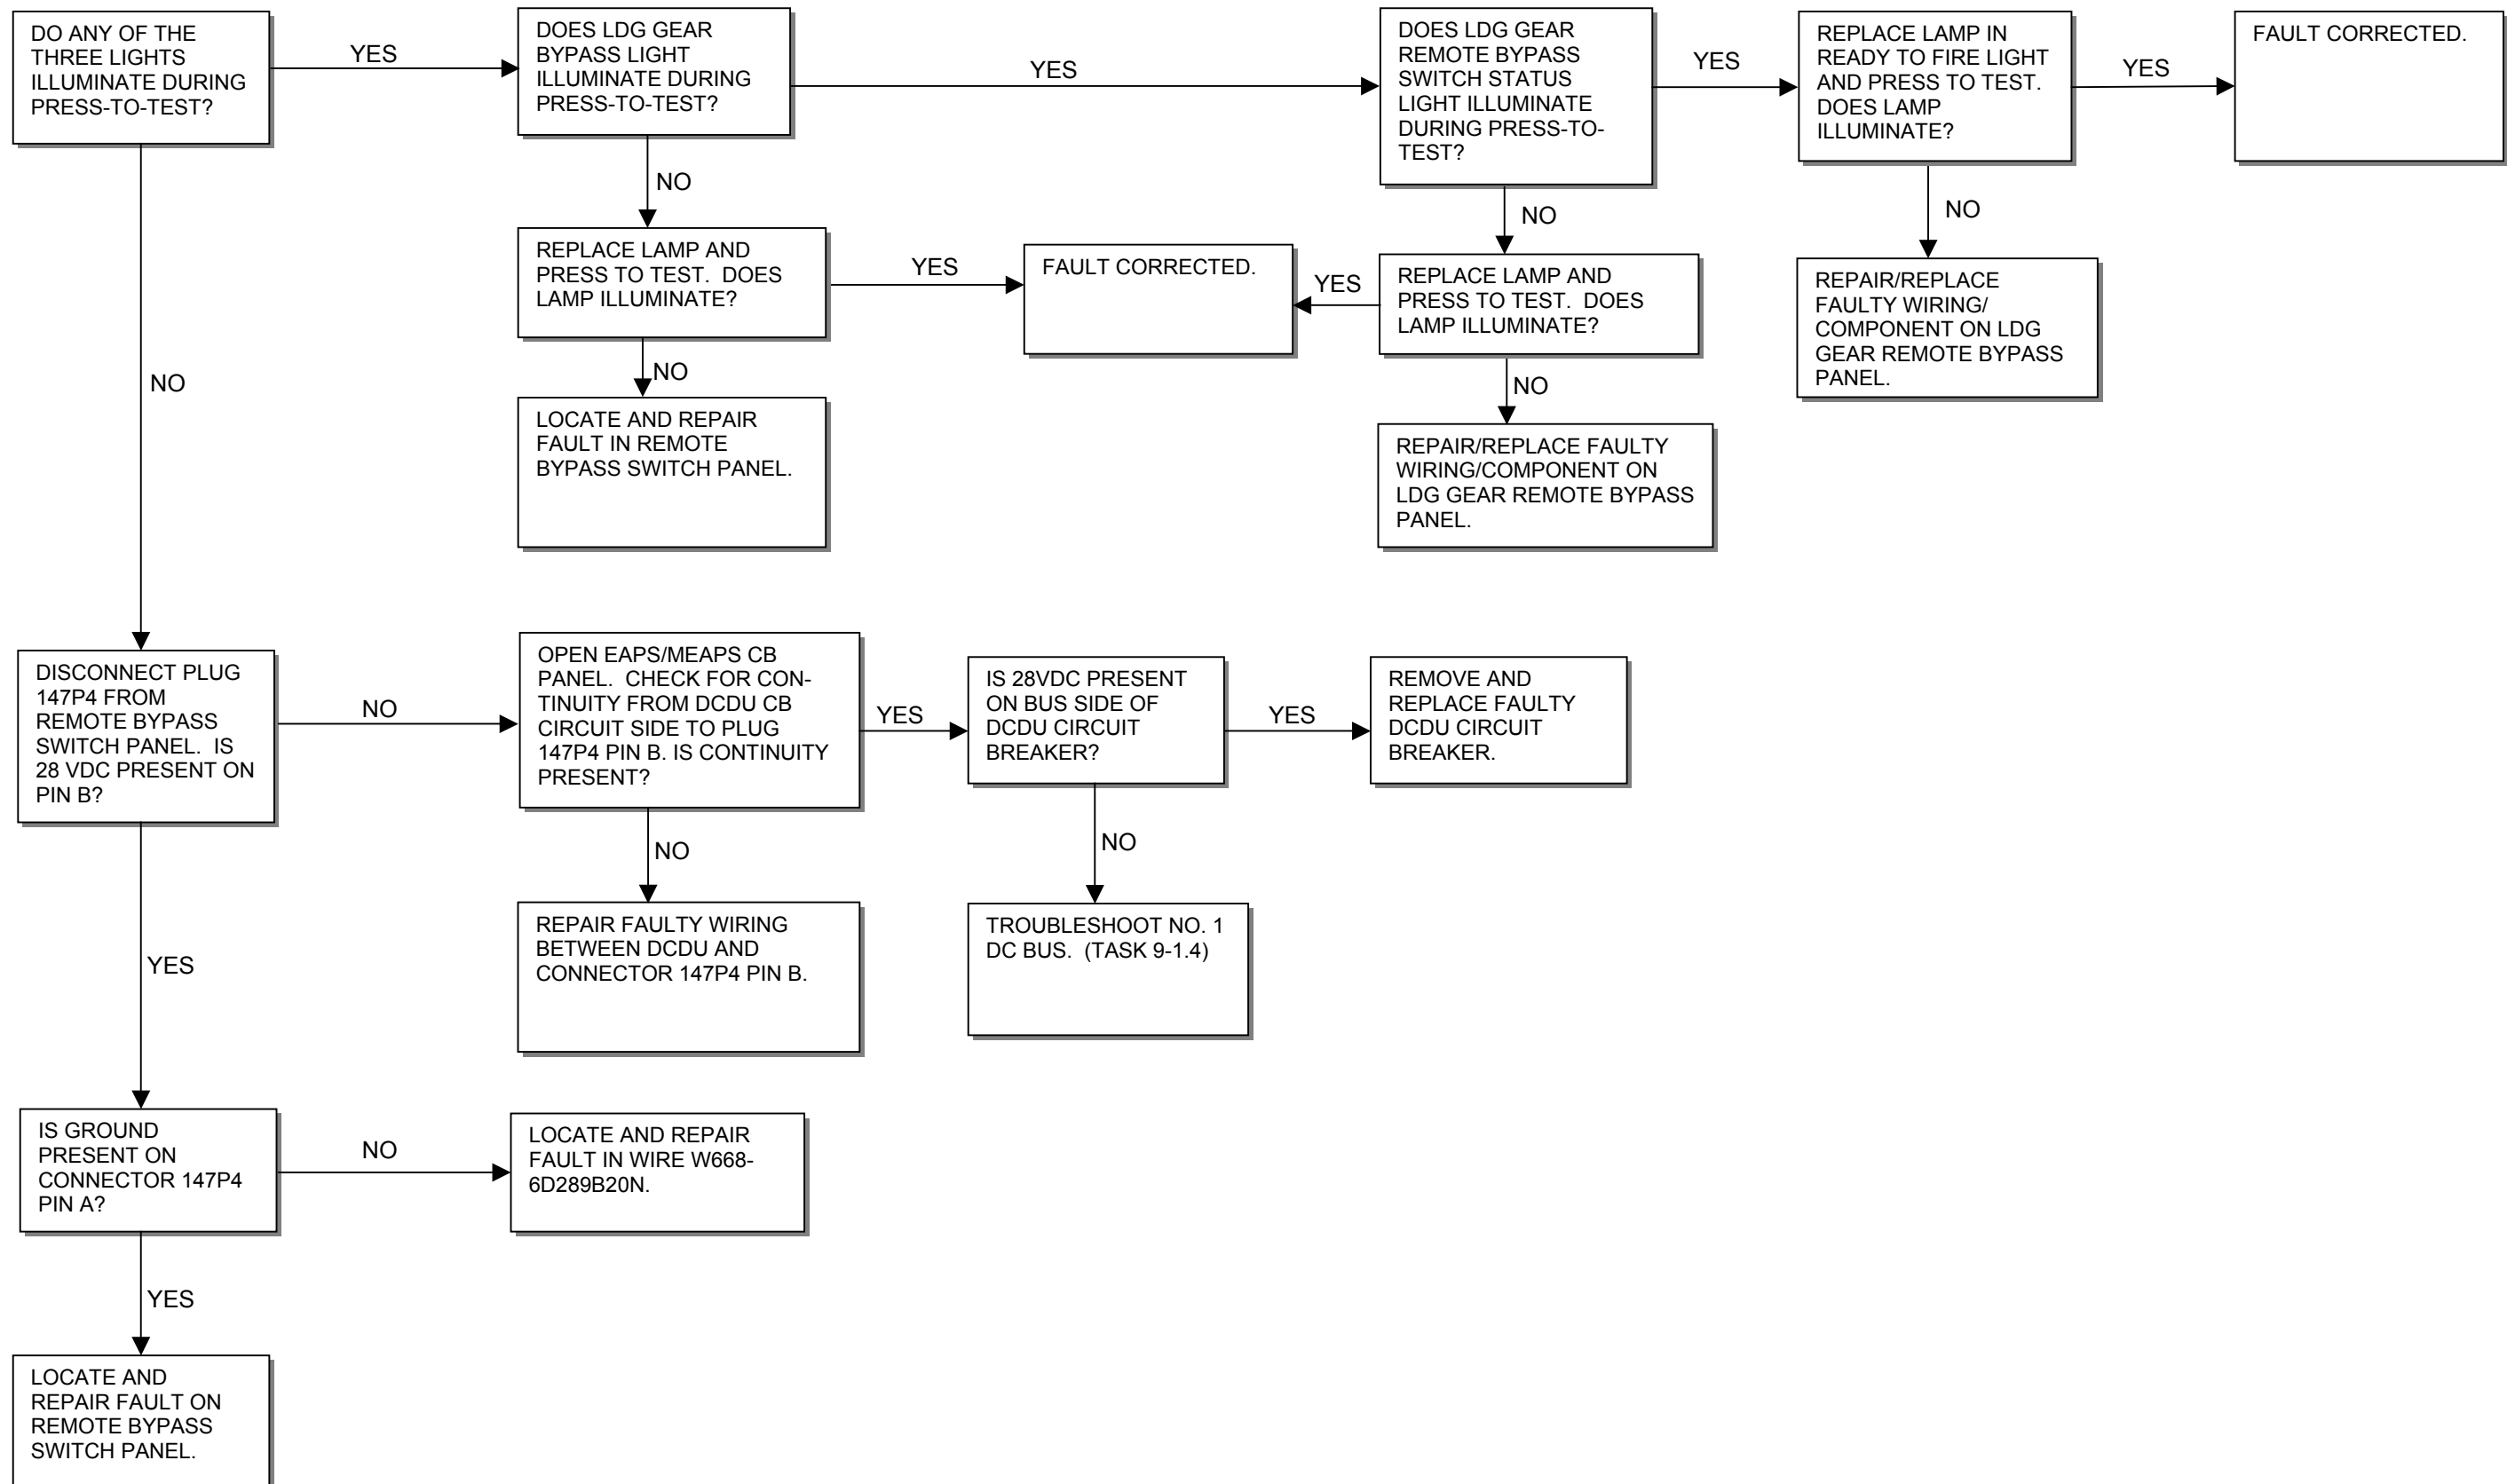 DO ANY OF THE
THREE LIGHTS
ILLUMINATE DURING
PRESS-TO-TEST?
YES
DOES LDG GEAR
BYPASS LIGHT
ILLUMINATE DURING
PRESS-TO-TEST?
YES
DOES LDG GEAR
REMOTE BYPASS
SWITCH STATUS
LIGHT ILLUMINATE
DURING PRESS-TO-
TEST?
YES
REPLACE LAMP IN
READY TO FIRE LIGHT
AND PRESS TO TEST.
DOES LAMP
ILLUMINATE?
YES
FAULT CORRECTED.
NO
NO
NO
REPLACE LAMP AND
PRESS TO TEST.  DOES
LAMP ILLUMINATE?
YES
FAULT CORRECTED.
YES
REPLACE LAMP AND
PRESS TO TEST.  DOES
LAMP ILLUMINATE?
REPAIR/REPLACE
FAULTY WIRING/
COMPONENT ON LDG
GEAR REMOTE BYPASS
PANEL.
NO
NO
NO
LOCATE AND REPAIR
FAULT IN REMOTE
BYPASS SWITCH PANEL.
REPAIR/REPLACE FAULTY
WIRING/COMPONENT ON
LDG GEAR REMOTE BYPASS
PANEL.
DISCONNECT PLUG
147P4 FROM
REMOTE BYPASS
SWITCH PANEL.  IS
28 VDC PRESENT ON
PIN B?
NO
OPEN EAPS/MEAPS CB
PANEL.  CHECK FOR CON-
TINUITY FROM DCDU CB
CIRCUIT SIDE TO PLUG
147P4 PIN B. IS CONTINUITY
PRESENT?
YES
IS 28VDC PRESENT
ON BUS SIDE OF
DCDU CIRCUIT
BREAKER?
YES
REMOVE AND
REPLACE FAULTY
DCDU CIRCUIT
BREAKER.
NO
NO
REPAIR FAULTY WIRING
BETWEEN DCDU AND
CONNECTOR 147P4 PIN B.
TROUBLESHOOT NO. 1
DC BUS.  (TASK 9-1.4)
YES
IS GROUND
PRESENT ON
CONNECTOR 147P4
PIN A?
NO
LOCATE AND REPAIR
FAULT IN WIRE W668-
6D289B20N.
YES
LOCATE AND
REPAIR FAULT ON
REMOTE BYPASS
SWITCH PANEL.